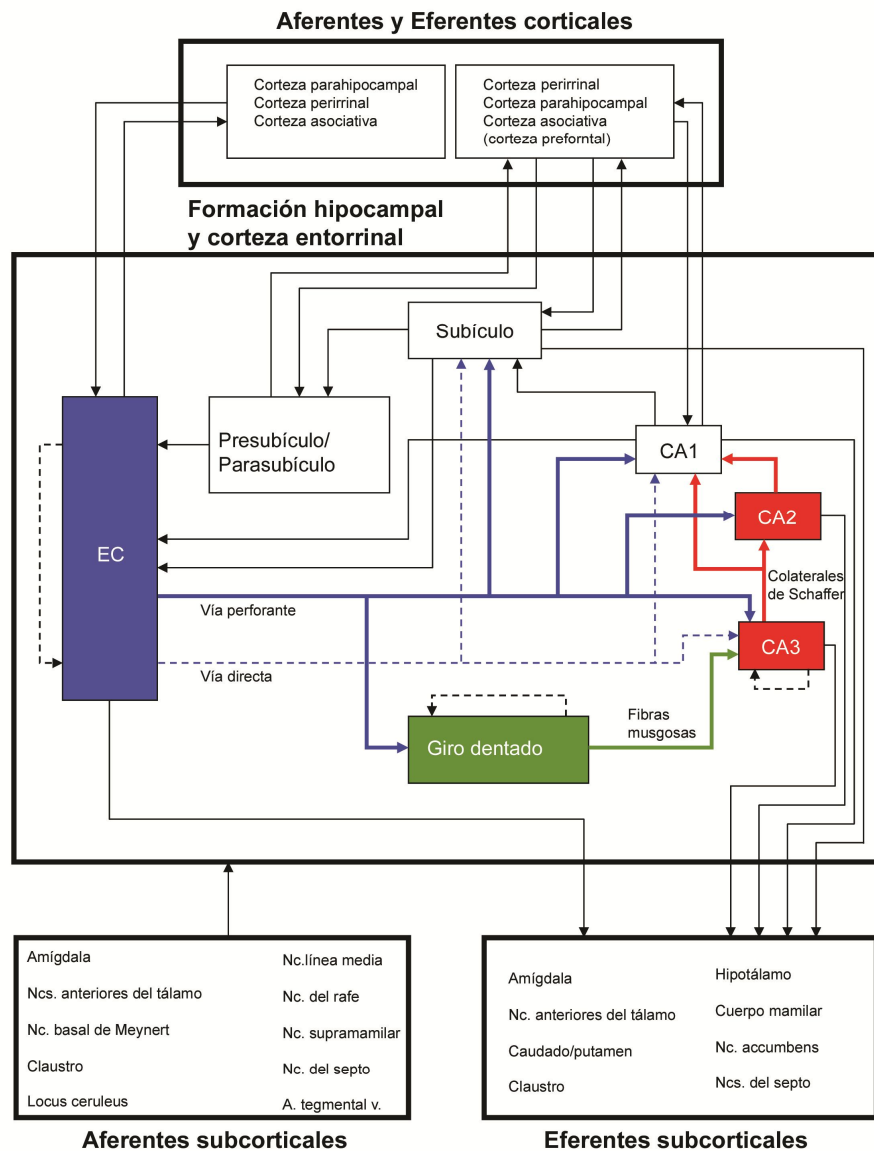 Aferentes y Eferentes corticales
Corteza parahipocampal
Corteza perirrinal
Corteza asociativa
Corteza perirrinal
Corteza parahipocampal
Corteza asociativa
(corteza preforntal)
Formación hipocampal
y corteza entorrinal
Subículo
Presubículo/
Parasubículo
CA1
CA2
EC
Colaterales
de Schaffer
Vía perforante
CA3
Vía directa
Fibras
musgosas
Giro dentado
Amígdala
Ncs. anteriores del tálamo
Nc. basal de Meynert
Claustro
Locus ceruleus
Nc.línea media
Nc. del rafe
Nc. supramamilar
Nc. del septo
A. tegmental v.
Amígdala
Nc. anteriores del tálamo
Caudado/putamen
Claustro
Hipotálamo
Cuerpo mamilar
Nc. accumbens
Ncs. del septo
Aferentes subcorticales
Eferentes subcorticales